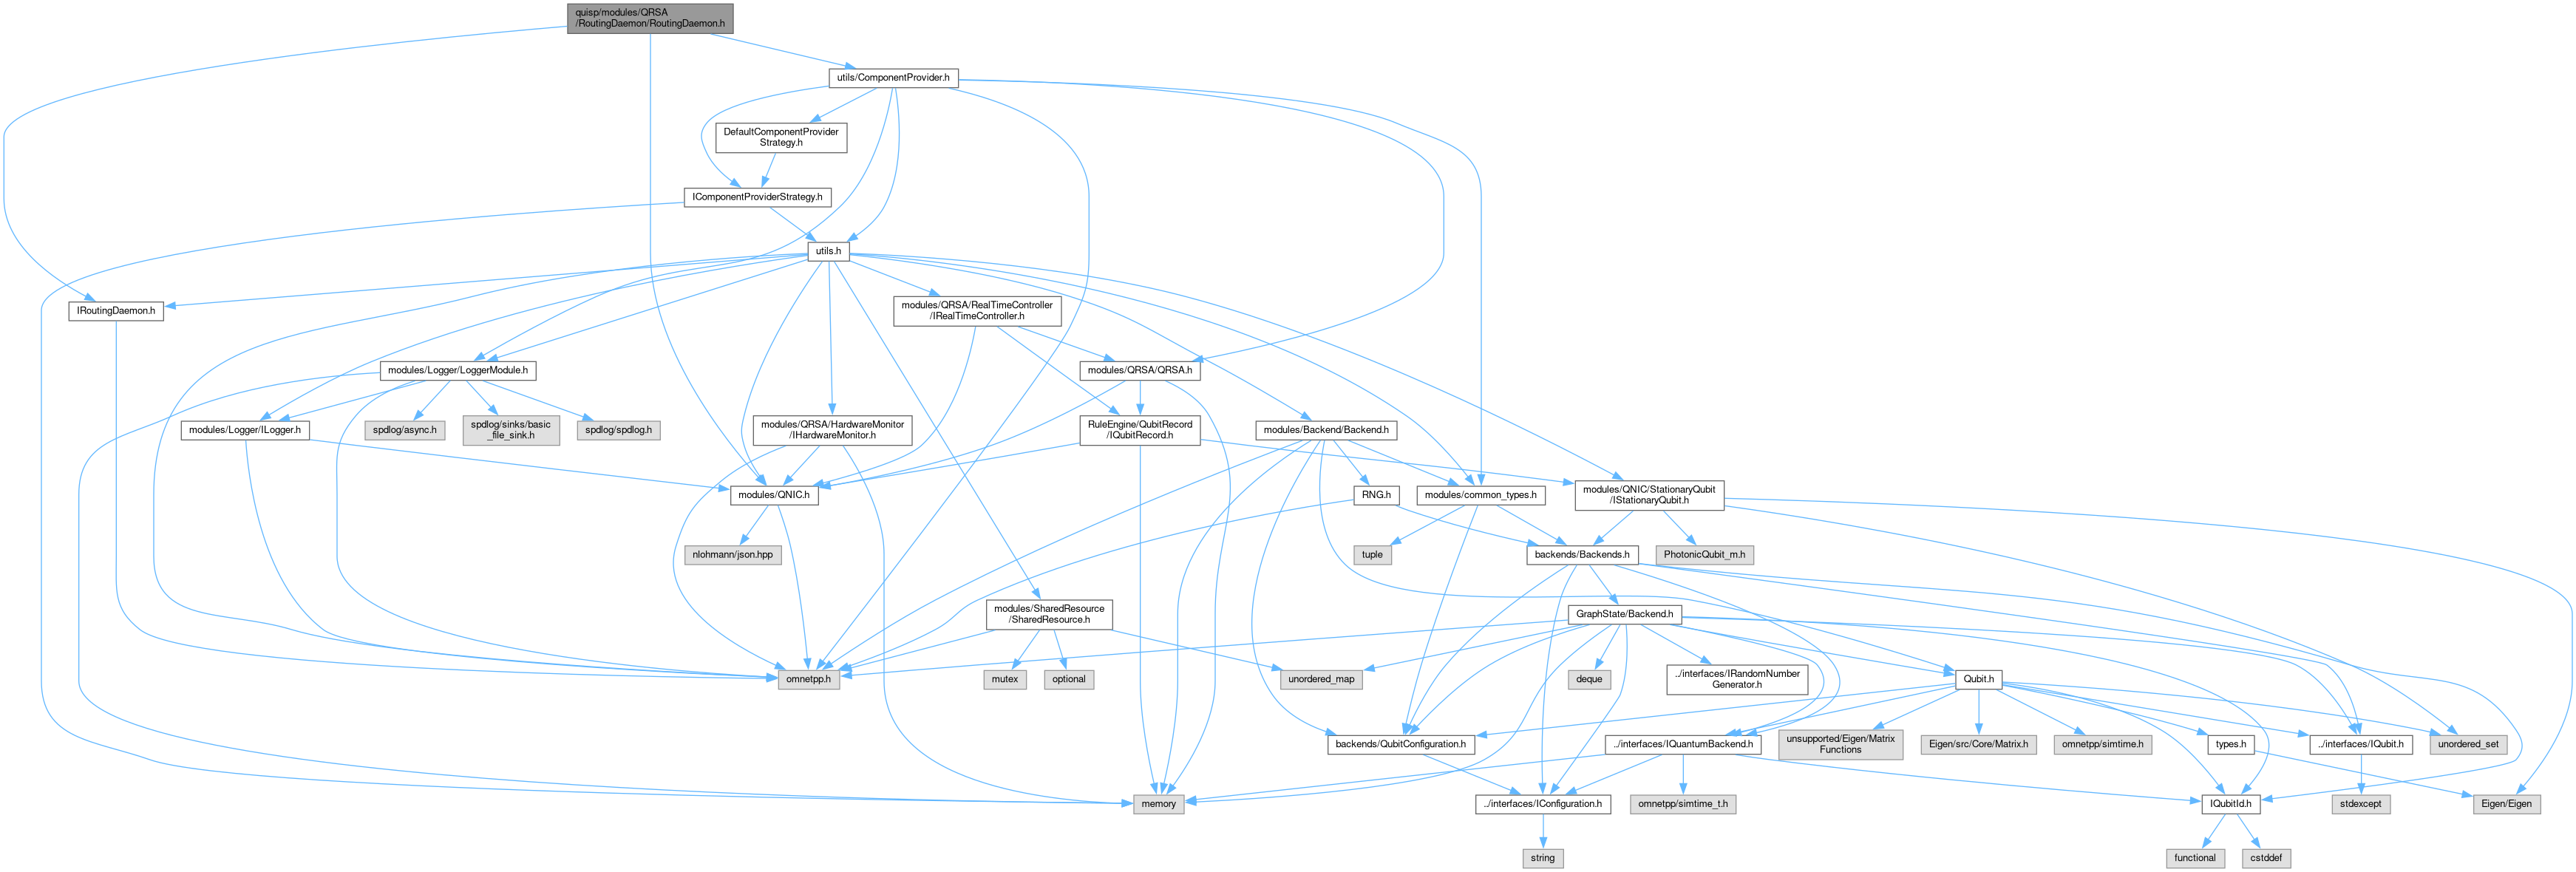 quisp/modules/QRSA
/RoutingDaemon/RoutingDaemon.h
utils/ComponentProvider.h
DefaultComponentProvider
Strategy.h
IComponentProviderStrategy.h
utils.h
IRoutingDaemon.h
modules/QRSA/RealTimeController
/IRealTimeController.h
modules/Logger/LoggerModule.h
modules/QRSA/QRSA.h
modules/Logger/ILogger.h
spdlog/async.h
spdlog/sinks/basic
_file_sink.h
spdlog/spdlog.h
modules/QRSA/HardwareMonitor
/IHardwareMonitor.h
RuleEngine/QubitRecord
/IQubitRecord.h
modules/Backend/Backend.h
modules/QNIC.h
RNG.h
modules/common_types.h
modules/QNIC/StationaryQubit
/IStationaryQubit.h
nlohmann/json.hpp
tuple
backends/Backends.h
PhotonicQubit_m.h
modules/SharedResource
/SharedResource.h
GraphState/Backend.h
omnetpp.h
mutex
optional
unordered_map
deque
../interfaces/IRandomNumber
Generator.h
Qubit.h
backends/QubitConfiguration.h
../interfaces/IQuantumBackend.h
unsupported/Eigen/Matrix
Functions
Eigen/src/Core/Matrix.h
omnetpp/simtime.h
types.h
../interfaces/IQubit.h
unordered_set
memory
../interfaces/IConfiguration.h
omnetpp/simtime_t.h
IQubitId.h
stdexcept
Eigen/Eigen
string
functional
cstddef